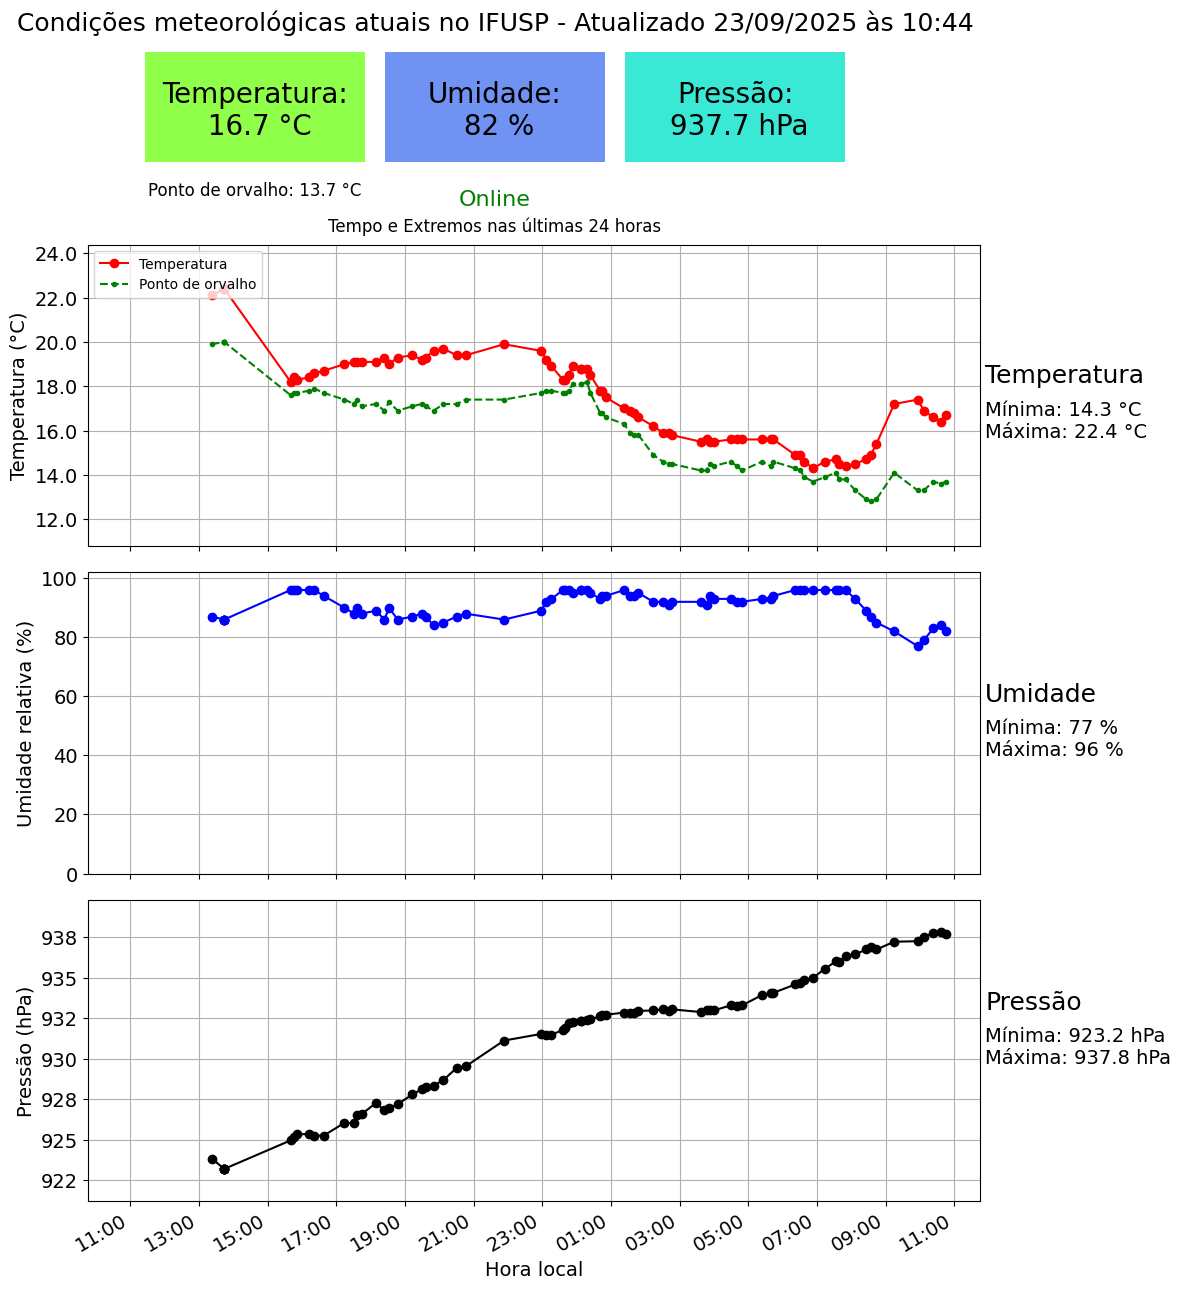 Condições meteorológicas atuais no IFUSP - Atualizado 23/09/2025 às 10:44
Temperatura:
16.7 °C
Umidade:
82 %
Pressão:
937.7 hPa
Ponto de orvalho: 13.7 °C
Online
Tempo e Extremos nas últimas 24 horas
Temperatura (°C)
24.0
22.0
20.0
18.0
16.0
14.0
12.0
Temperatura
Ponto de orvalho
Temperatura
Mínima: 14.3 °C
Máxima: 22.4 °C
Umidade relativa (%)
100
80
60
40
20
0
Umidade
Mínima: 77 %
Máxima: 96 %
Pressão (hPa)
938
935
932
930
928
925
922
Pressão
Mínima: 923.2 hPa
Máxima: 937.8 hPa
11:00
13:00
15:00
17:00
19:00
21:00
23:00
01:00
03:00
05:00
07:00
09:00
11:00
Hora local